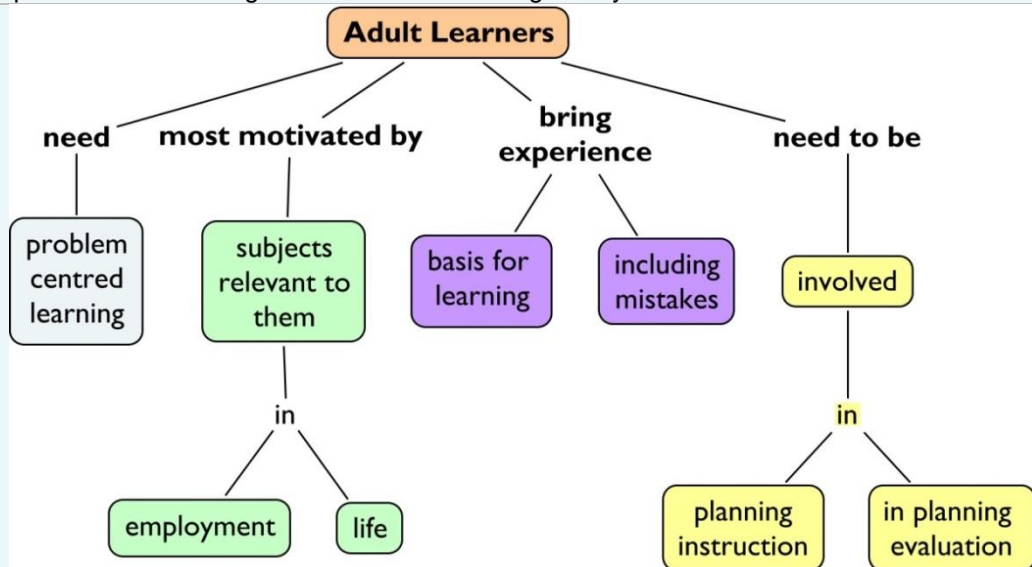 Adult Learners
need
most motivated by
bring
experience
need to be
problem
centred
learning
subjects
relevant to
them
basis for
learning
including
mistakes
involved
in
in
employment
life
planning
instruction
in planning
evaluation